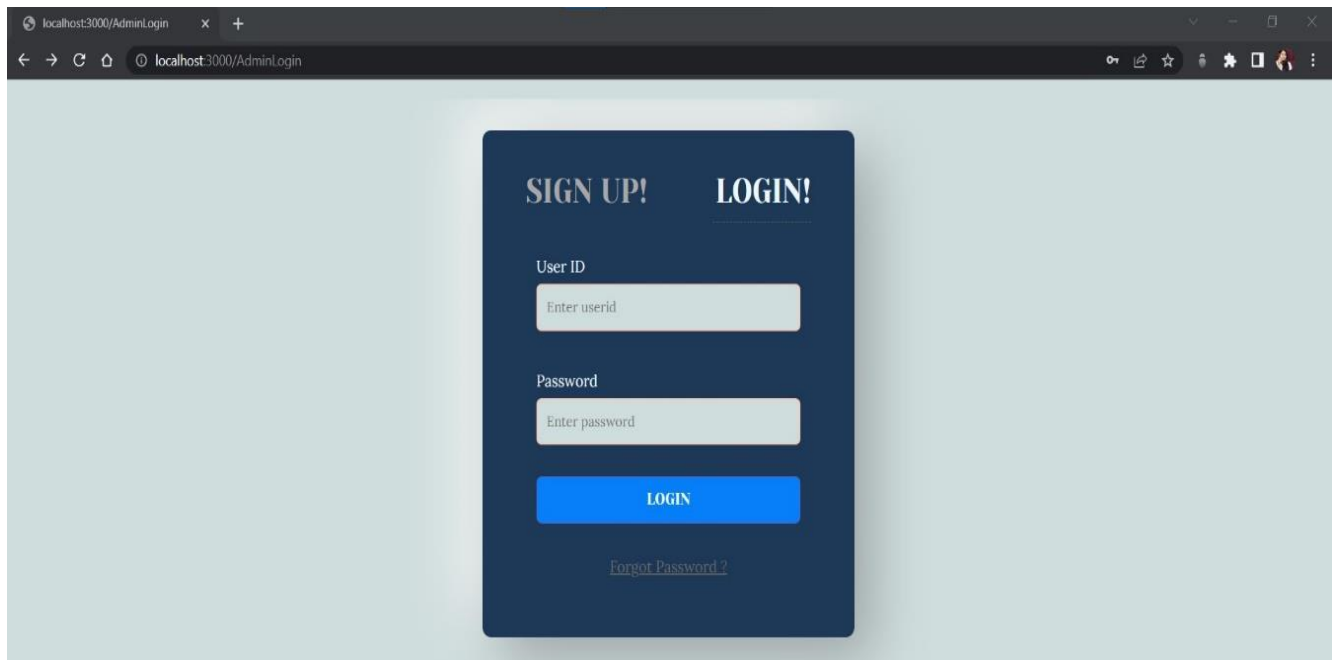 localhost:3000/AdminLogin
localhost:3000/AdminLogin
SIGN UP! LOGIN!
User ID
Enter userid
Password
Enter password
LOGIN
Forgot Password ?